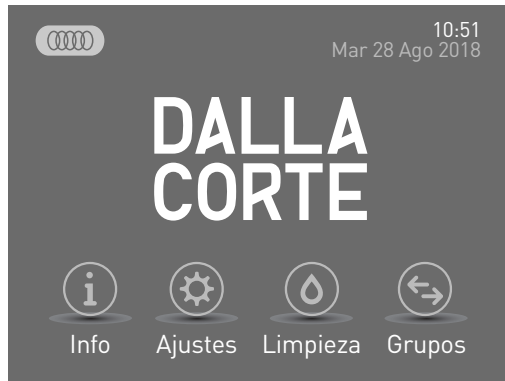 10:51
Mar 28 Ago 2018
DALLA
CORTE
Info Ajustes Limpieza Grupos